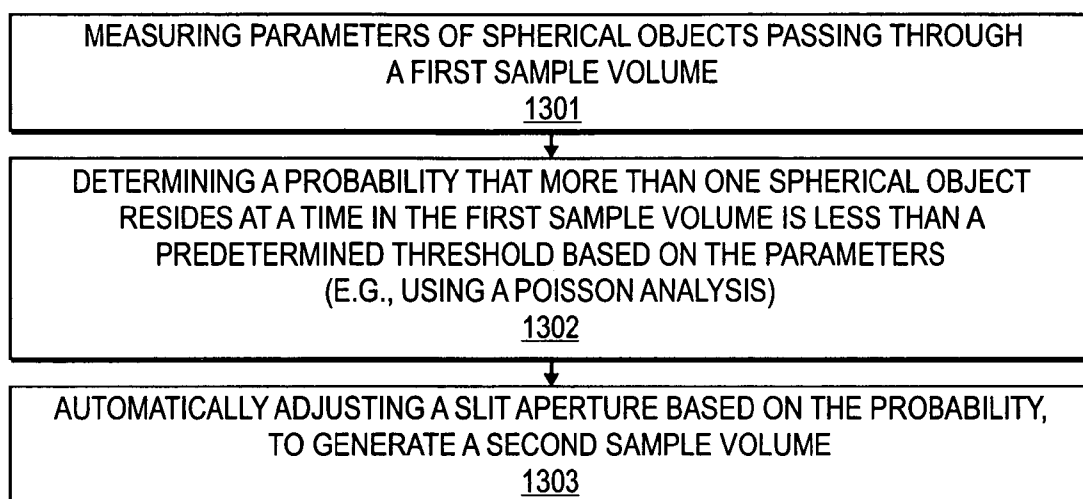 MEASURING PARAMETERS OF SPHERICAL OBJECTS PASSING THROUGH
A FIRST SAMPLE VOLUME
1301
DETERMINING A PROBABILITY THAT MORE THAN ONE SPHERICAL OBJECT
RESIDES AT A TIME IN THE FIRST SAMPLE VOLUME IS LESS THAN A
PREDETERMINED THRESHOLD BASED ON THE PARAMETERS
(E.G., USING A POISSON ANALYSIS)
1302
AUTOMATICALLY ADJUSTING A SLIT APERTURE BASED ON THE PROBABILITY,
TO GENERATE A SECOND SAMPLE VOLUME
1303